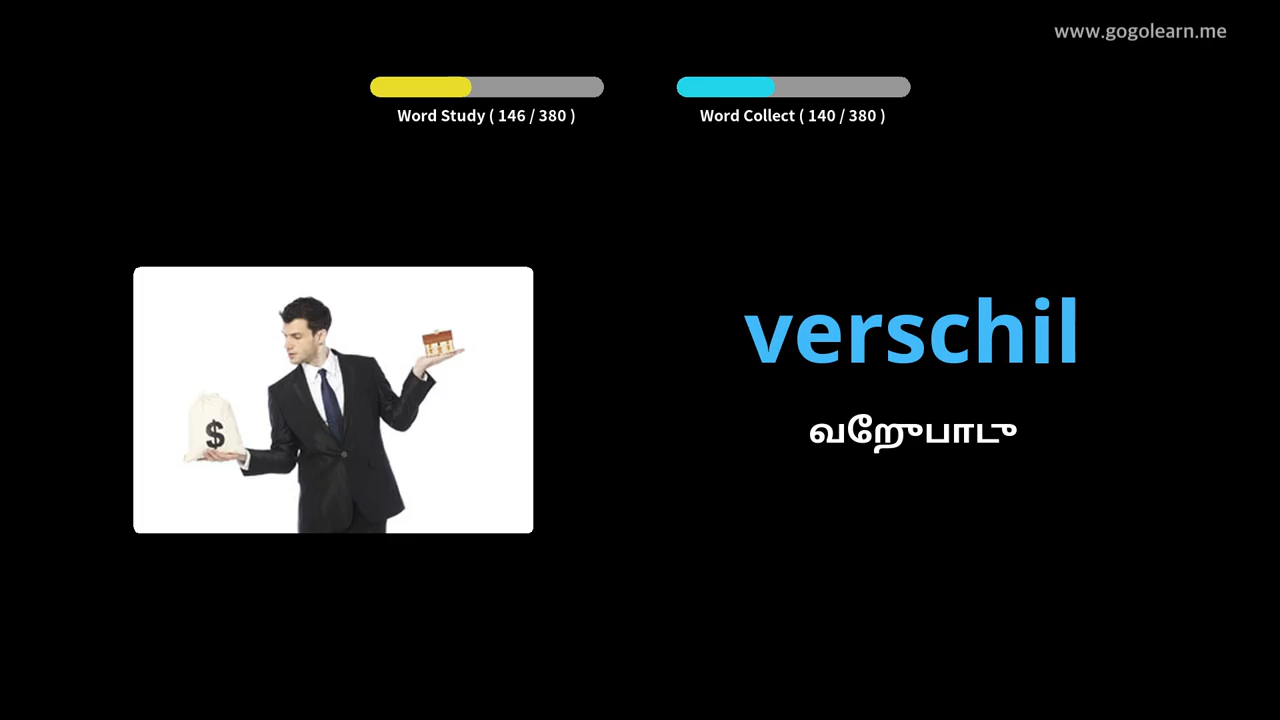 www.gogolearn.me
Word Study ( 146 / 380 )
Word Collect ( 140 / 380 )
$
verschil
வேறுபாடு